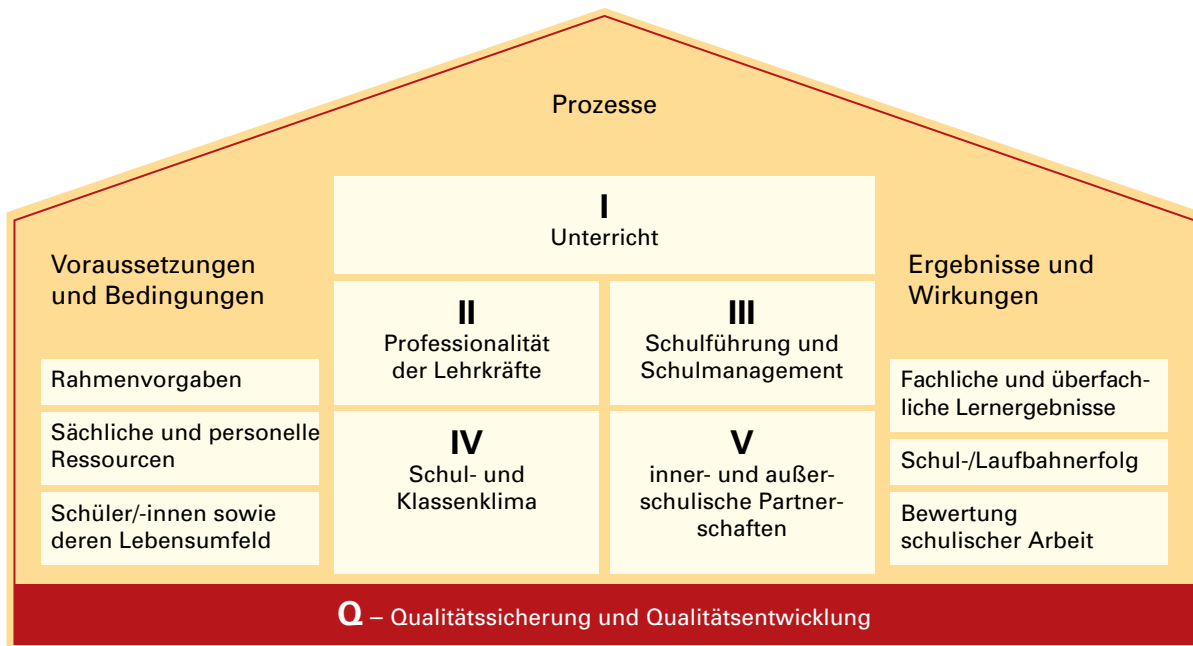 Prozesse
Voraussetzungen
und Bedingungen
Rahmenvorgaben
Sächliche und personelle
Ressourcen
Schüler/-innen sowie
deren Lebensumfeld
I
Unterricht
II
Professionalität
der Lehrkräfte
III
Schulführung und
Schulmanagement
IV
Schul- und
Klassenklima
V
inner- und außer-
schulische Partner-
schaften
Ergebnisse und
Wirkungen
Fachliche und überfach-
liche Lernergebnisse
Schul-/Laufbahnerfolg
Bewertung
schulischer Arbeit
Q – Qualitätssicherung und Qualitätsentwicklung